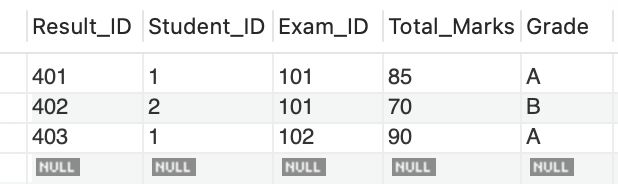 Result_ID Student_ID Exam_ID Total_Marks Grade
401 1 101 85 A
402 2 101 70 B
403 1 102 90 A
NULL NULL NULL NULL NULL